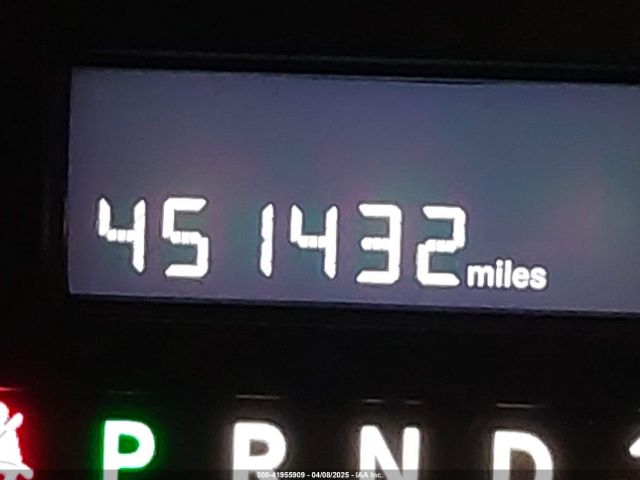 451432 miles
P R N D
000-41955909 - 04/08/2025 - IAA Inc.